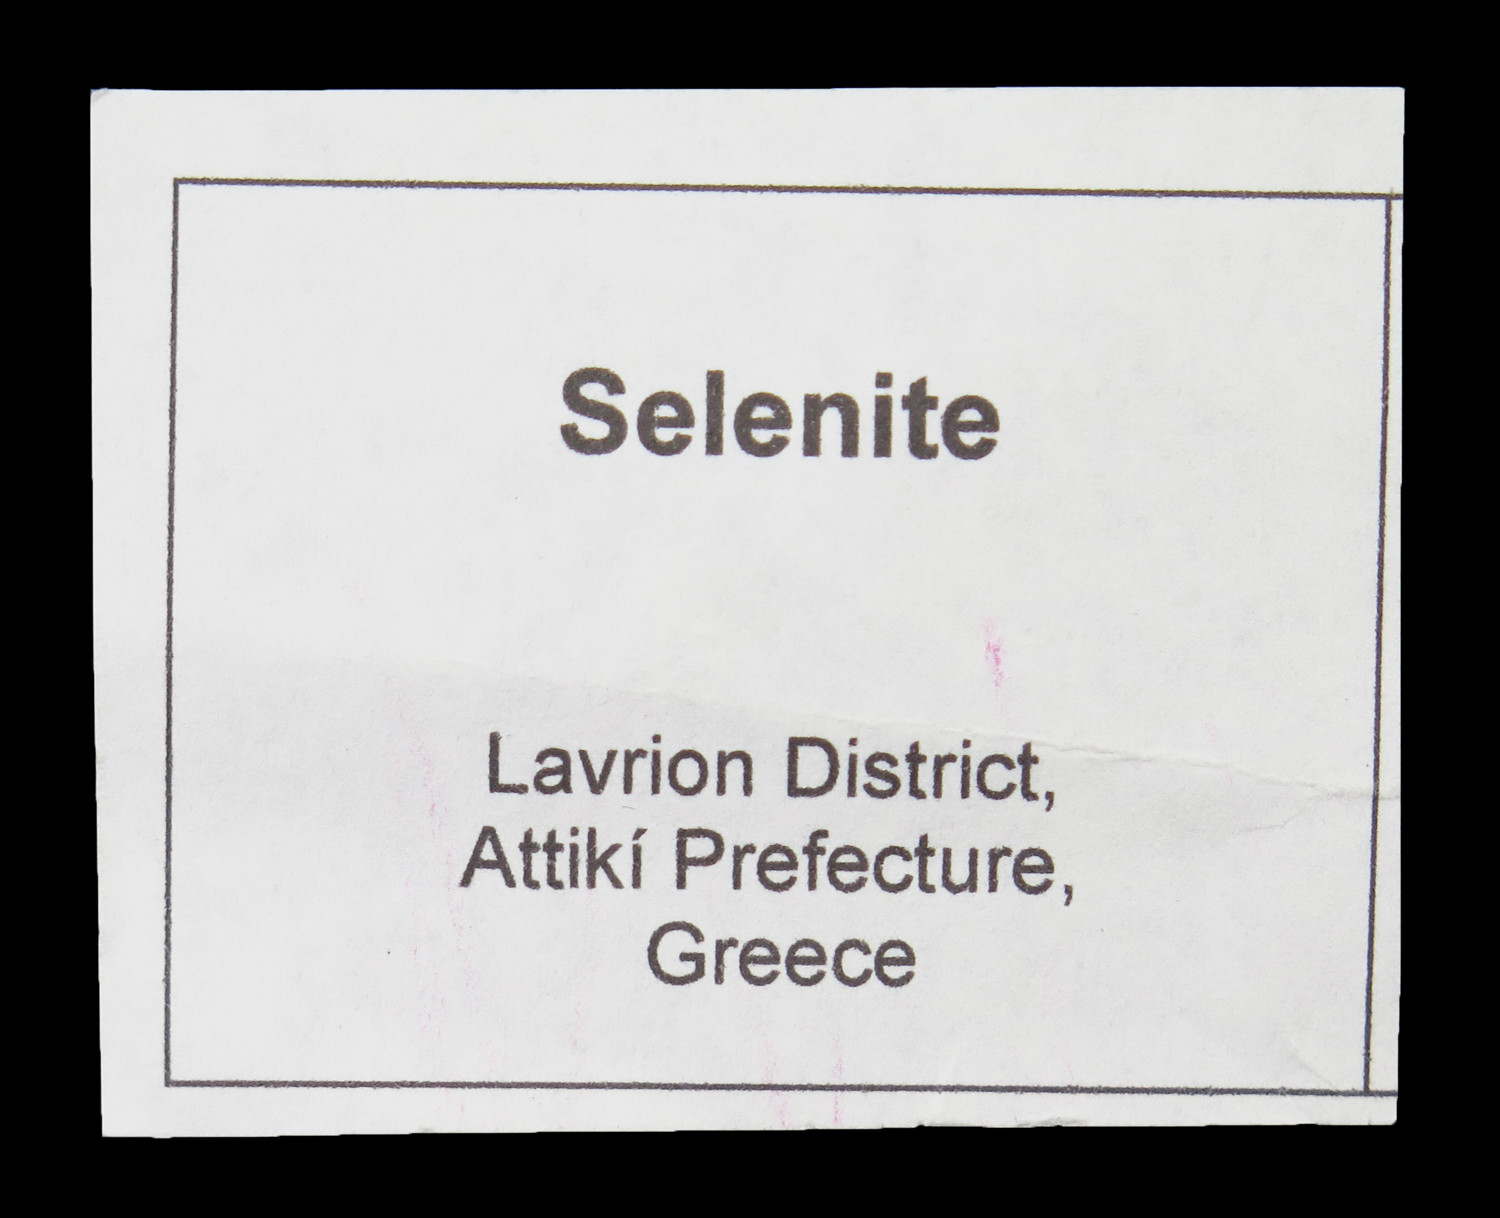 Selenite
Lavrion District,
Attikí Prefecture,
Greece